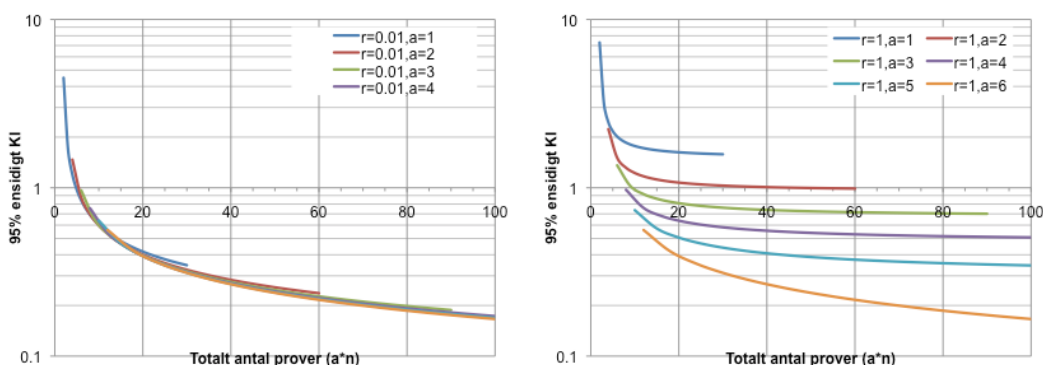 10
r=0.01,a=1
r=0.01,a=2
r=0.01,a=3
r=0.01,a=4
95% ensidigt KI
1
0 20 40 60 80 100
0.1
Totalt antal prover (a*n)
10
r=1,a=1 r=1,a=2
r=1,a=3 r=1,a=4
r=1,a=5 r=1,a=6
95% ensidigt KI
1
0 20 40 60 80 100
0.1
Totalt antal prover (a*n)